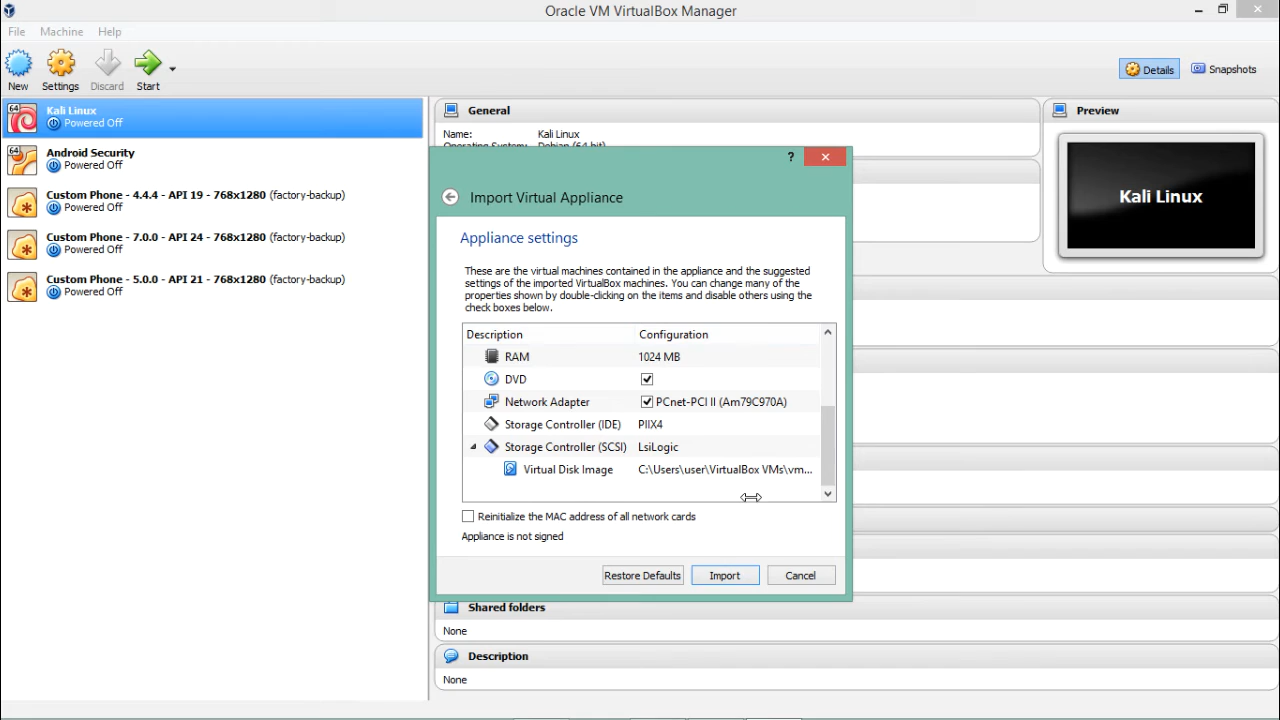 Oracle VM VirtualBox Manager
File Machine Help
New Settings Discard Start
Details Snapshots
64 Kali Linux
Powered Off
64 Android Security
Powered Off
Custom Phone - 4.4.4 - API 19 - 768x1280 (factory-backup)
Powered Off
Custom Phone - 7.0.0 - API 24 - 768x1280 (factory-backup)
Powered Off
Custom Phone - 5.0.0 - API 21 - 768x1280 (factory-backup)
Powered Off
General
Name: Kali Linux
Operating System: Debian (64 bit)
Preview
Kali Linux
?
Import Virtual Appliance
Appliance settings
These are the virtual machines contained in the appliance and the suggested
settings of the imported VirtualBox machines. You can change many of the
properties shown by double-clicking on the items and disable others using the
check boxes below.
Description Configuration
RAM 1024 MB
DVD
Network Adapter PCnet-PCI II (Am79C970A)
Storage Controller (IDE) PIIX4
Storage Controller (SCSI) LsiLogic
Virtual Disk Image C:\Users\user\VirtualBox VMs\vm...
Reinitialize the MAC address of all network cards
Appliance is not signed
Restore Defaults Import Cancel
Shared folders
None
Description
None